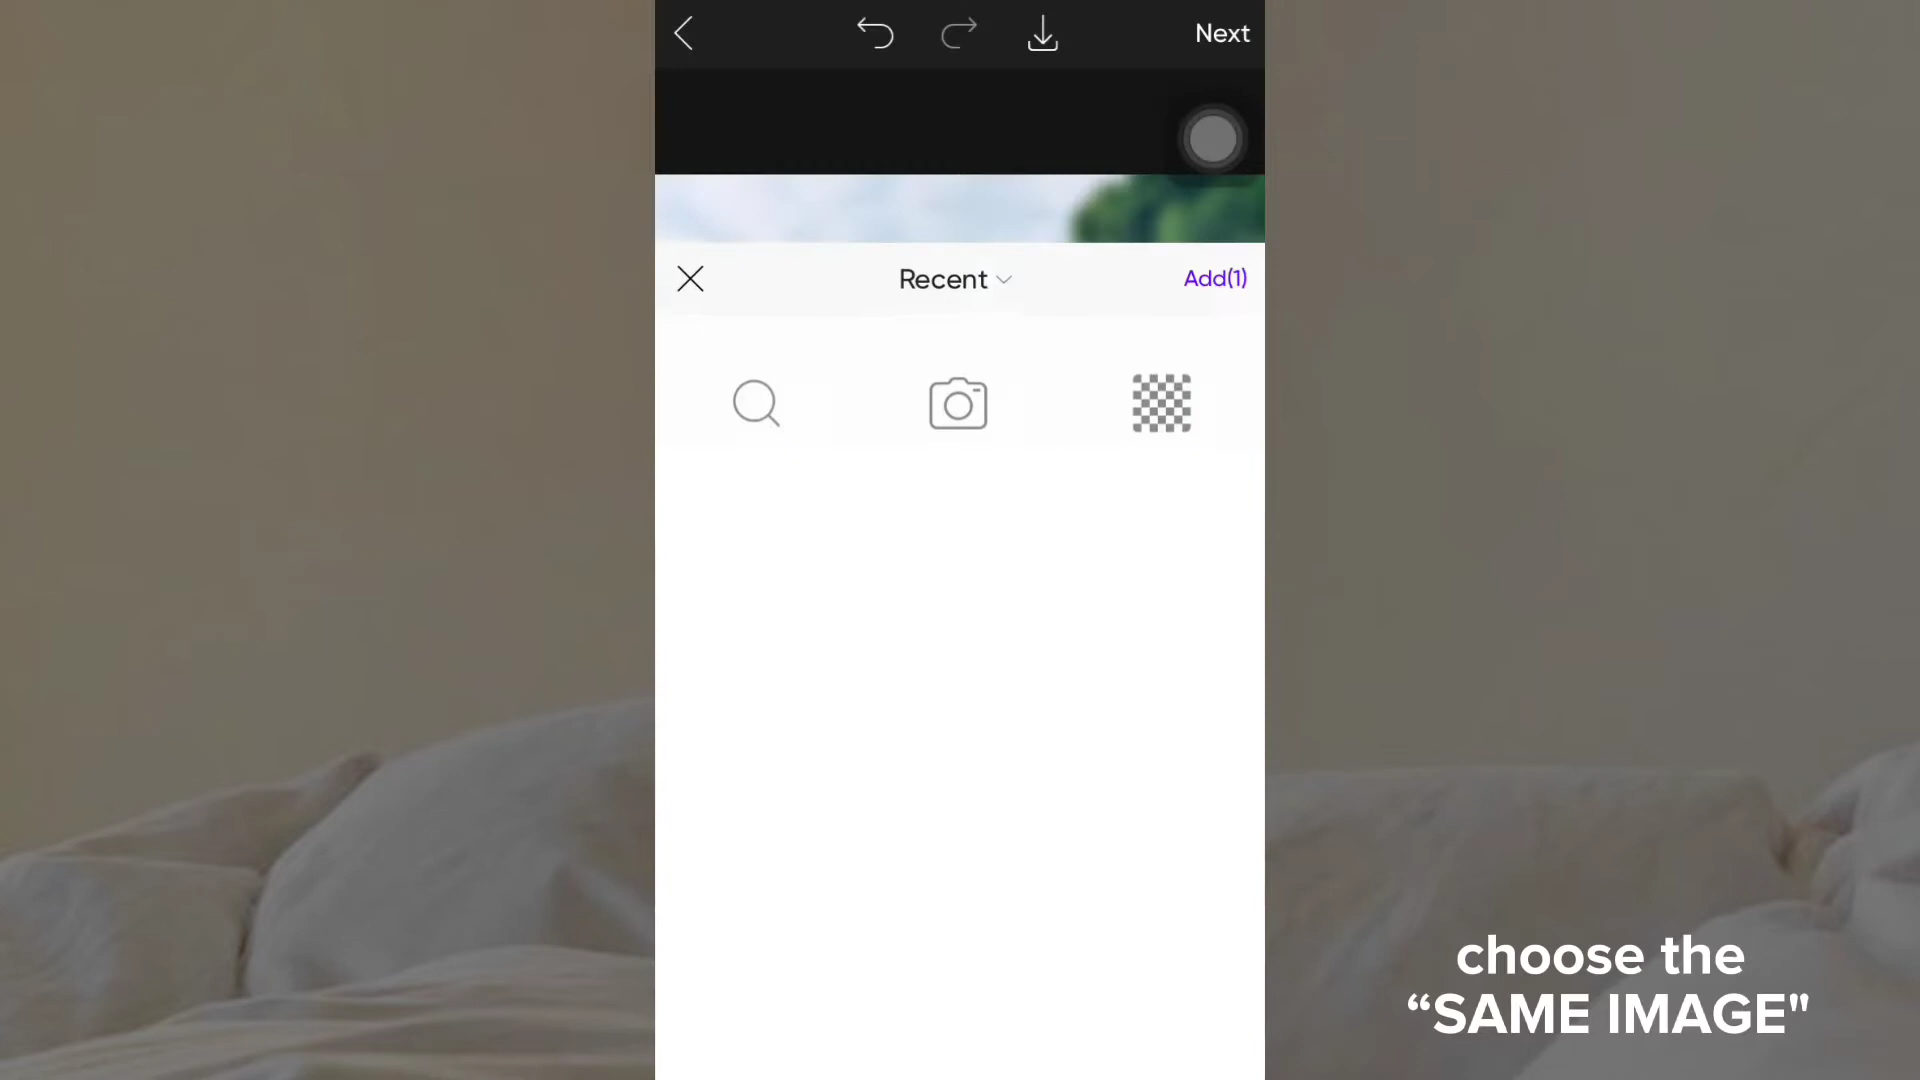 Next
Recent
Add(1)
choose the
“SAME IMAGE"